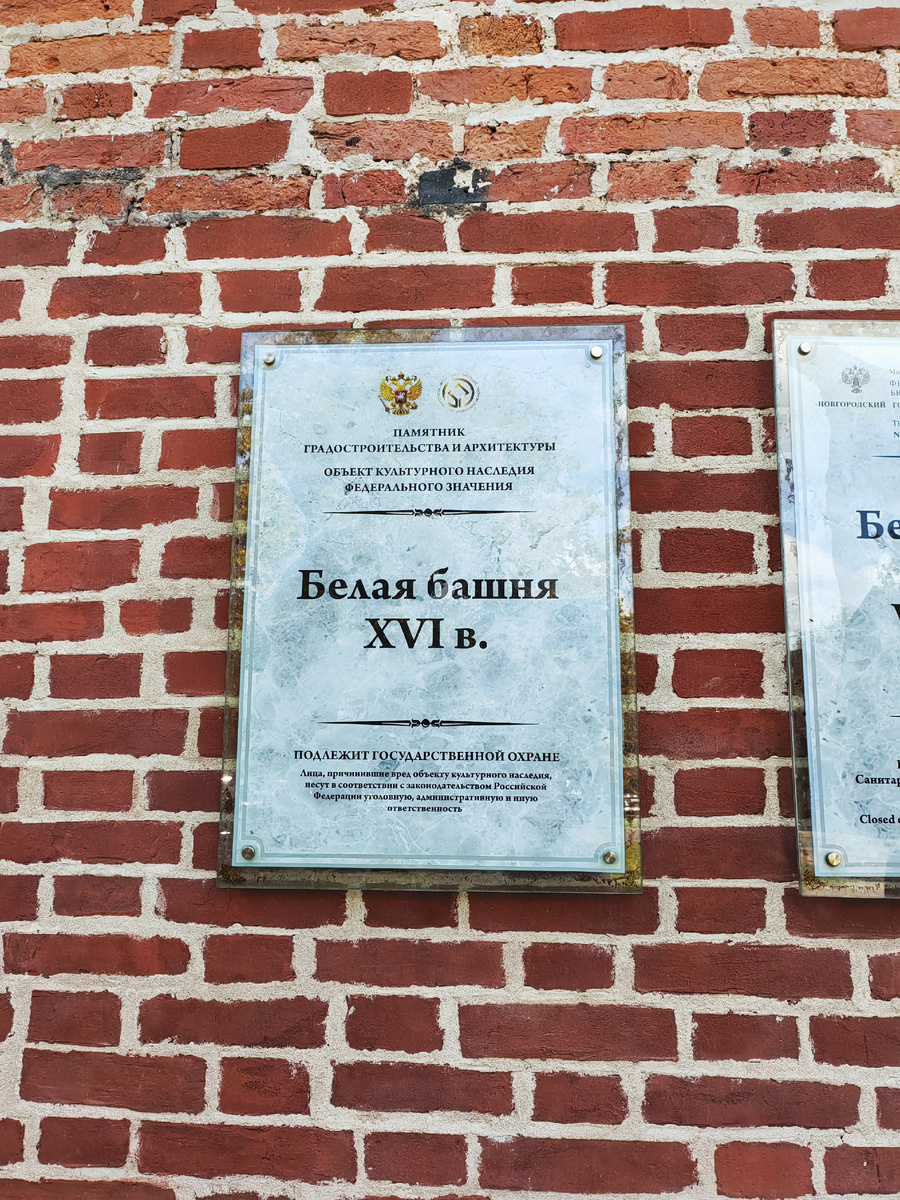 ПАМЯТНИК
ГРАДОСТРОИТЕЛЬСТВА И АРХИТЕКТУРЫ
ОБЪЕКТ КУЛЬТУРНОГО НАСЛЕДИЯ
ФЕДЕРАЛЬНОГО ЗНАЧЕНИЯ
Белая башня
XVI в.
ПОДЛЕЖИТ ГОСУДАРСТВЕННОЙ ОХРАНЕ
Лица, причинившие вред объекту культурного наследия,
несут в соответствии с законодательством Российской
Федерации уголовную, административную и иную
ответственность
НОВГОРОДСКИЙ
Бе
Санитар
Closed